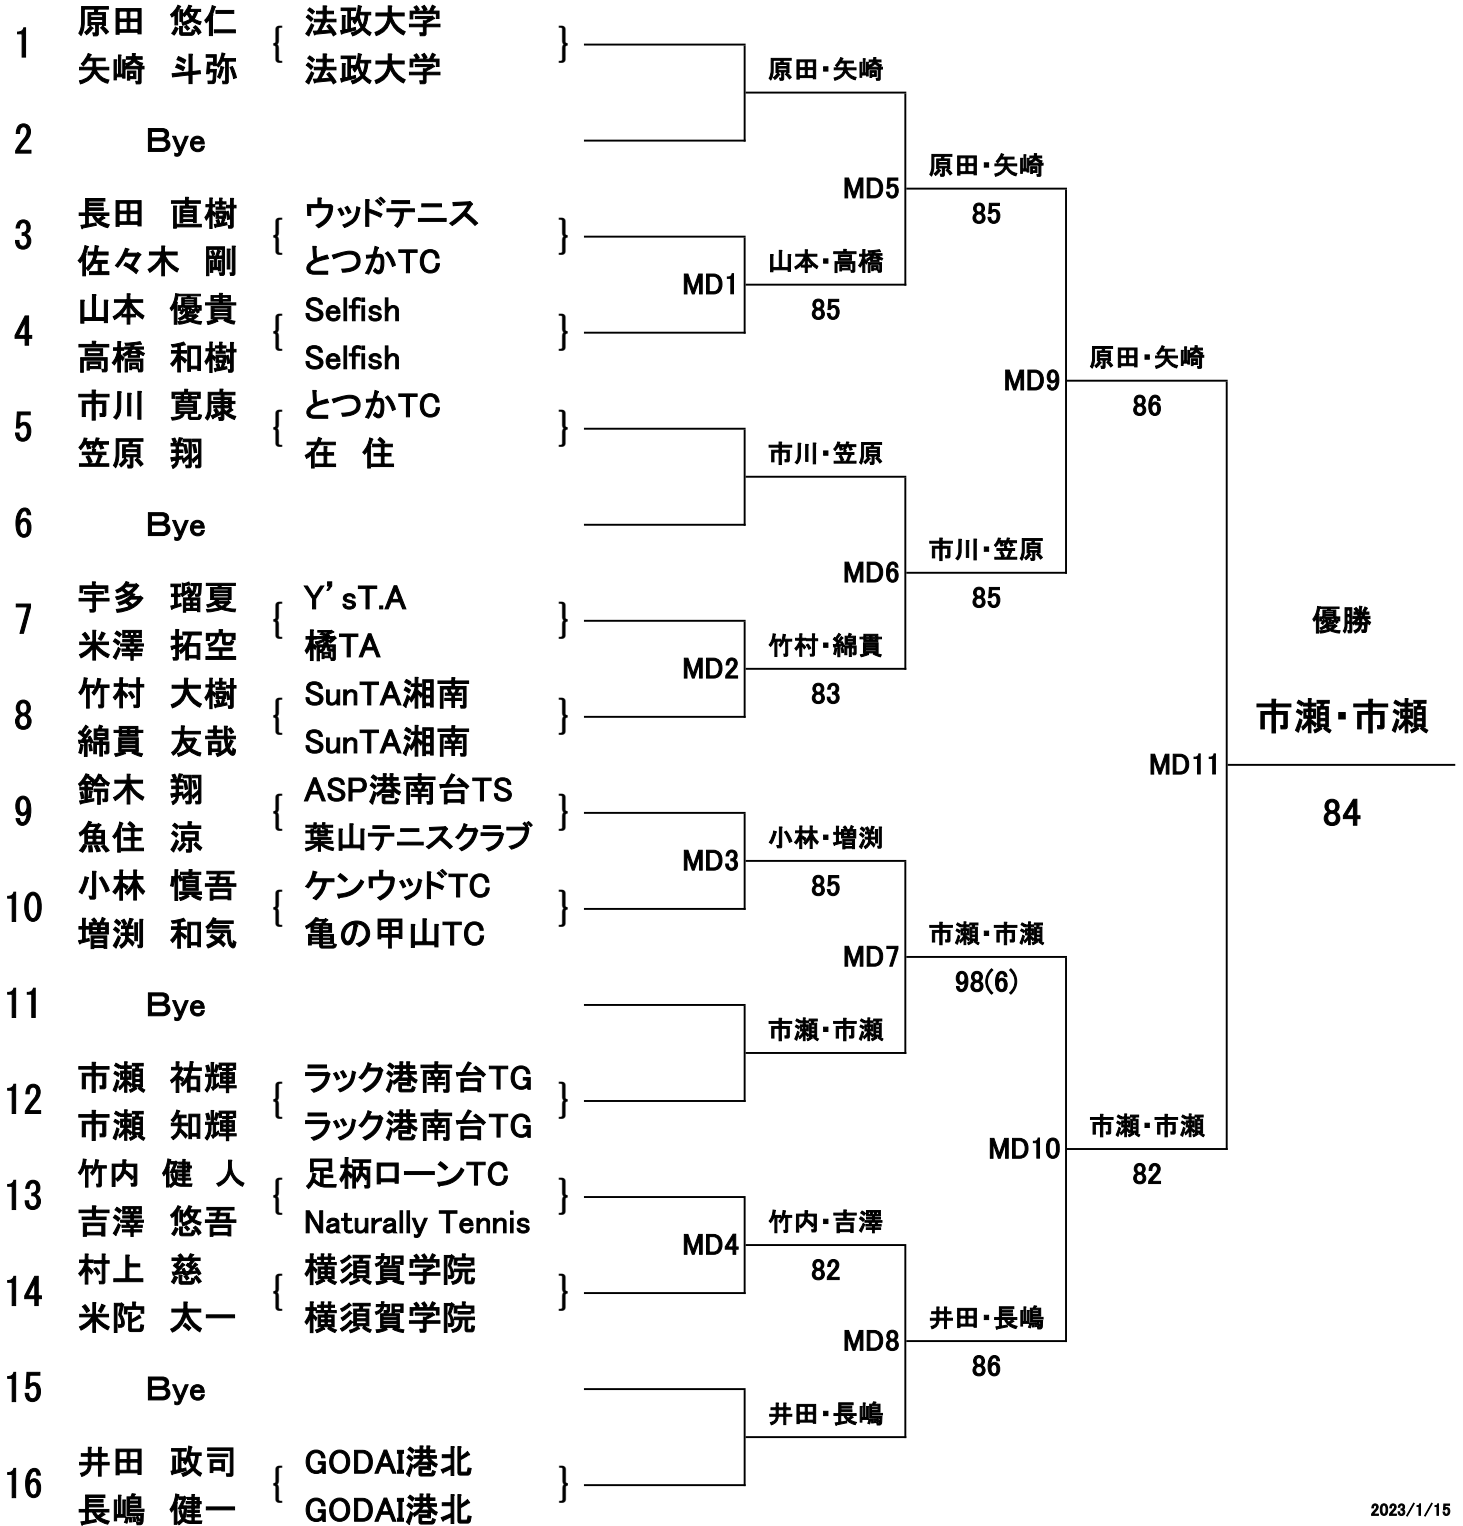 1 原田 悠仁 { 法政大学 }
矢崎 斗弥 法政大学
原田・矢崎
2 Bye
MD5 原田・矢崎
85
3 長田 直樹 { ウッドテニス }
佐々木 剛 とつかTC
MD1 山本・高橋
85
4 山本 優貴 { Selfish }
高橋 和樹 Selfish
MD9 原田・矢崎
86
5 市川 寛康 { とつかTC }
笠原 翔 在 住
市川・笠原
6 Bye
MD6 市川・笠原
85
7 宇多 瑠夏 { Y'sT.A }
米澤 拓空 橘TA
MD2 竹村・綿貫
83
8 竹村 大樹 { SunTA湘南 }
綿貫 友哉 SunTA湘南
優勝
市瀬・市瀬
MD11
84
9 鈴木 翔 { ASP港南台TS }
魚住 涼 葉山テニスクラブ
MD3 小林・増渕
85
10 小林 慎吾 { ケンウッドTC }
増渕 和気 亀の甲山TC
MD7 市瀬・市瀬
98(6)
11 Bye
市瀬・市瀬
12 市瀬 祐輝 { ラック港南台TG }
市瀬 知輝 ラック港南台TG
MD10 市瀬・市瀬
82
13 竹内 健 人 { 足柄ローンTC }
吉澤 悠吾 Naturally Tennis
MD4 竹内・吉澤
82
14 村上 慈 { 横須賀学院 }
米陀 太一 横須賀学院
MD8 井田・長嶋
86
15 Bye
井田・長嶋
16 井田 政司 { GODAI港北 }
長嶋 健一 GODAI港北
2023/1/15